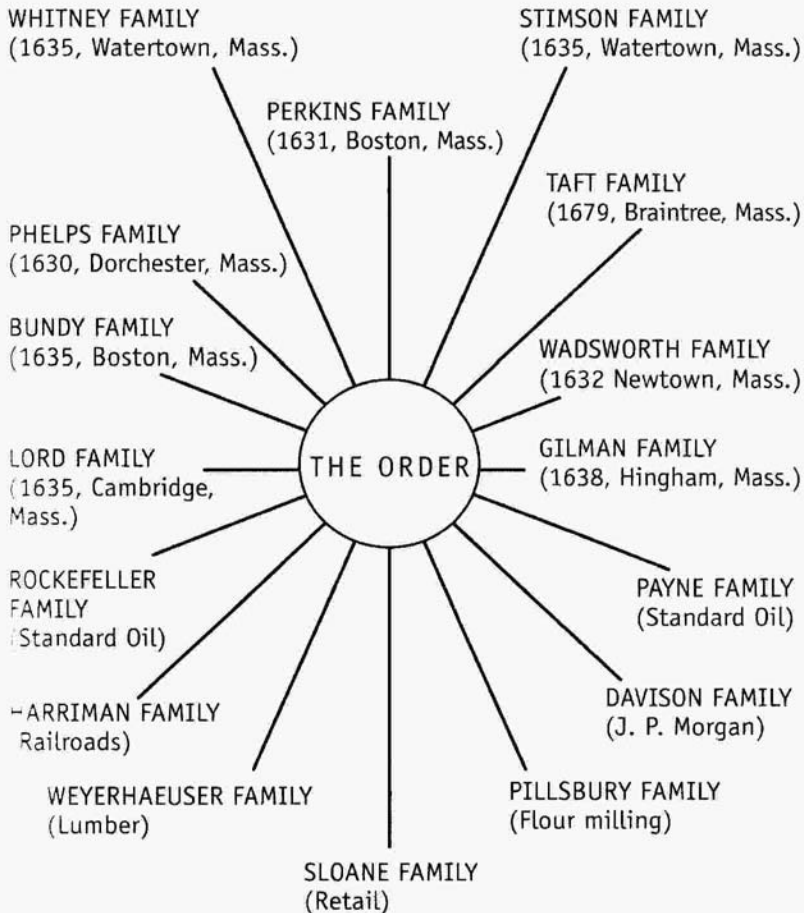 WHITNEY FAMILY
(1635, Watertown, Mass.)
STIMSON FAMILY
(1635, Watertown, Mass.)
PERKINS FAMILY
(1631, Boston, Mass.)
TAFT FAMILY
(1679, Braintree, Mass.)
PHELPS FAMILY
(1630, Dorchester, Mass.)
BUNDY FAMILY
(1635, Boston, Mass.)
WADSWORTH FAMILY
(1632 Newtown, Mass.)
THE ORDER
LORD FAMILY
(1635, Cambridge,
Mass.)
GILMAN FAMILY
(1638, Hingham, Mass.)
ROCKEFELLER
FAMILY
(Standard Oil)
PAYNE FAMILY
(Standard Oil)
HARRIMAN FAMILY
Railroads)
DAVISON FAMILY
(J. P. Morgan)
WEYERHAEUSER FAMILY
(Lumber)
PILLSBURY FAMILY
(Flour milling)
SLOANE FAMILY
(Retail)